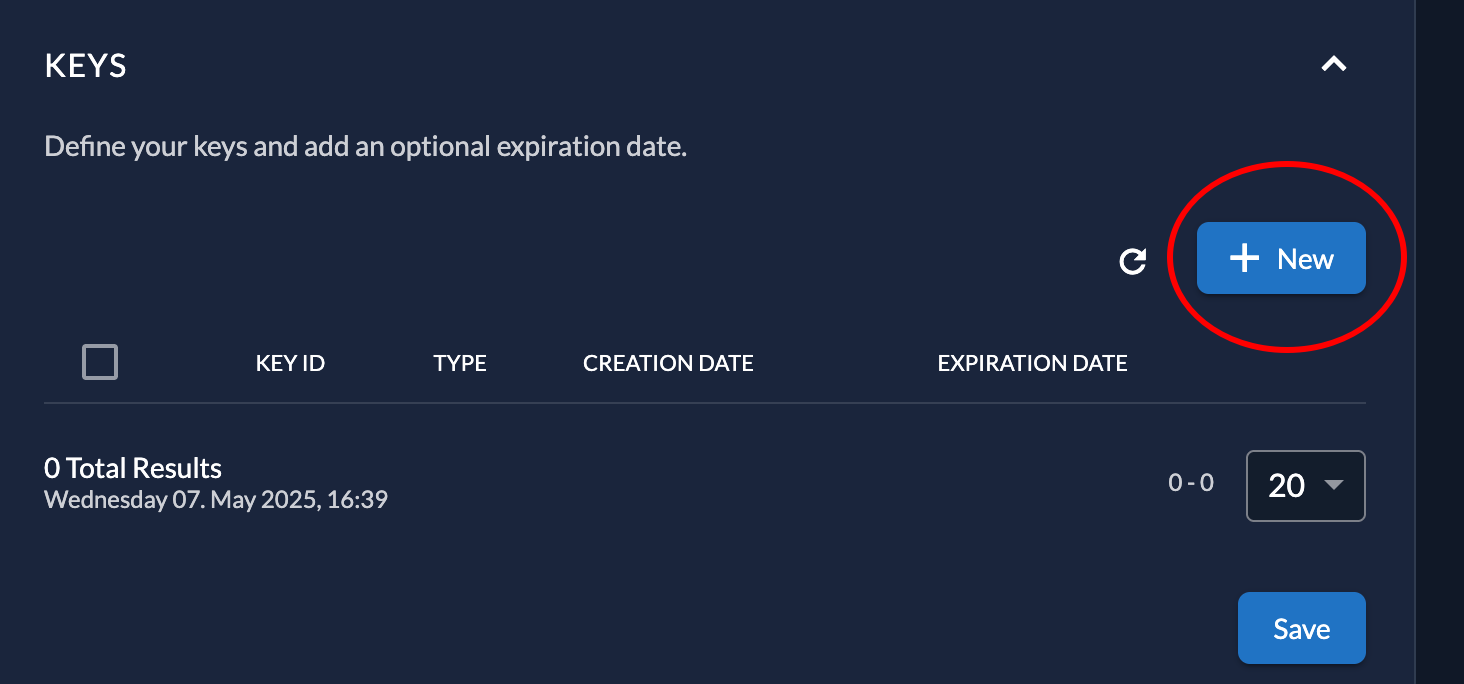 KEYS
Define your keys and add an optional expiration date.
New
KEY ID TYPE CREATION DATE EXPIRATION DATE
0 Total Results
Wednesday 07. May 2025, 16:39
0 - 0 20
Save